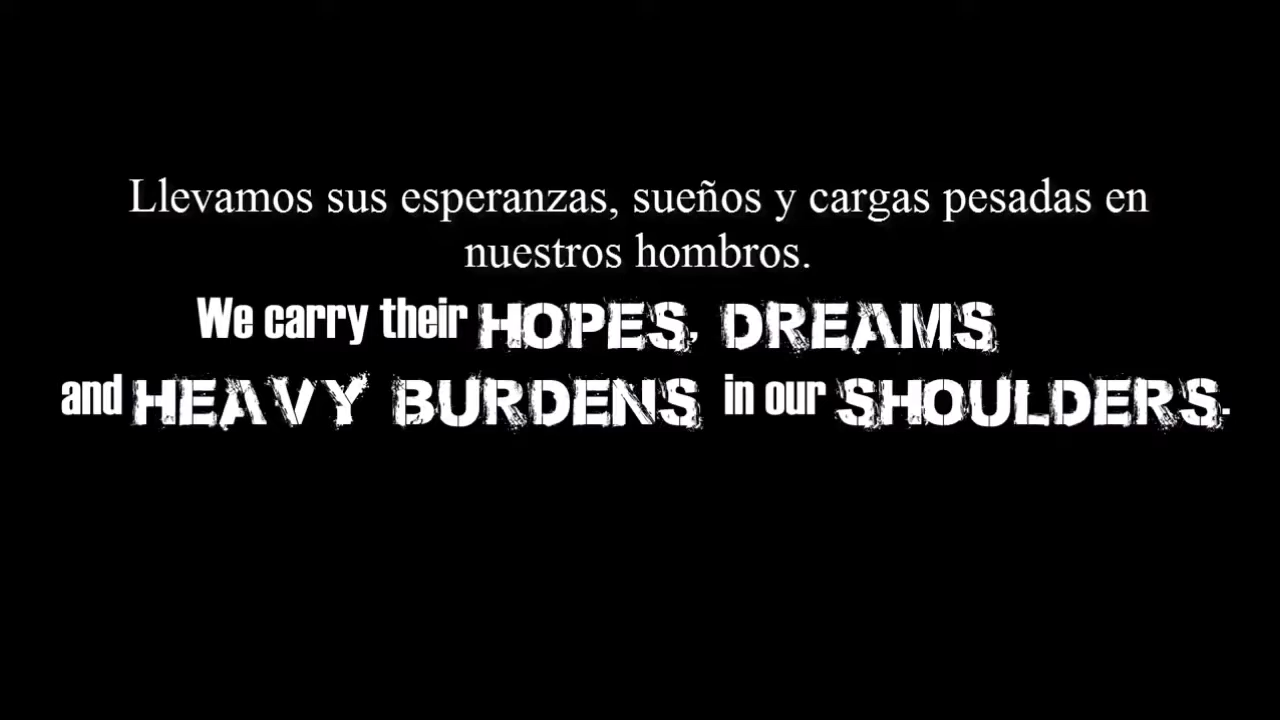 Llevamos sus esperanzas, sueños y cargas pesadas en
nuestros hombros.
We carry their HOPES, DREAMS
and HEAVY BURDENS in our SHOULDERS.